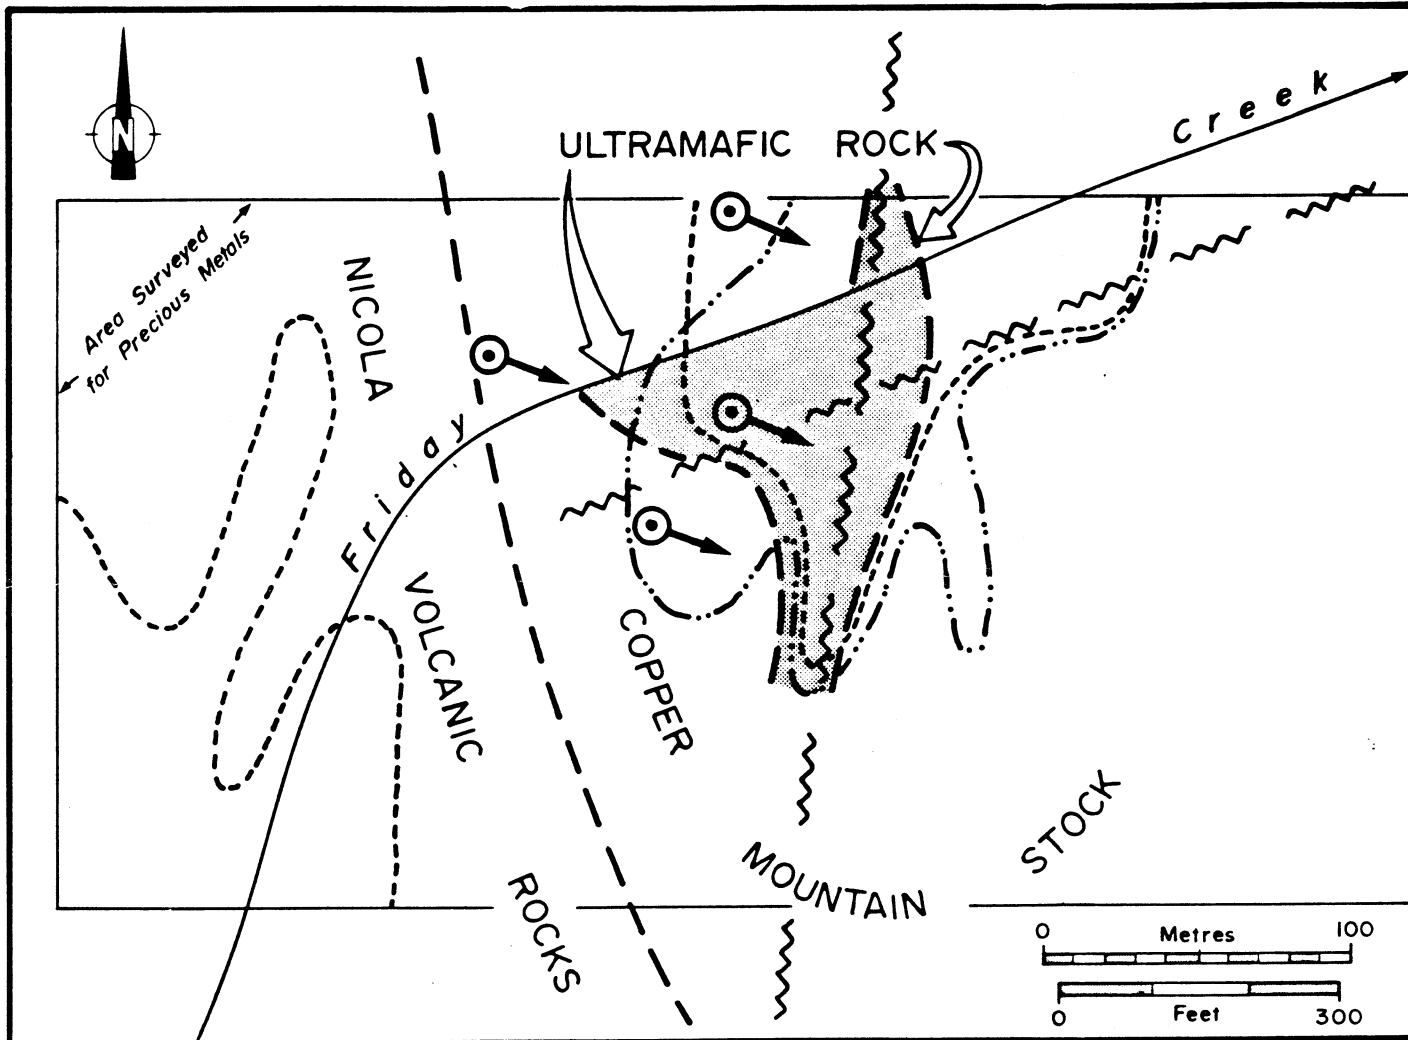 N
ULTRAMAFIC ROCK
Creek
Area Surveyed
for Precious Metals
NICOLA
Friday
VOLCANIC
COPPER
STOCK
MOUNTAIN
ROCKS
0 100
Metres
Feet
0 300